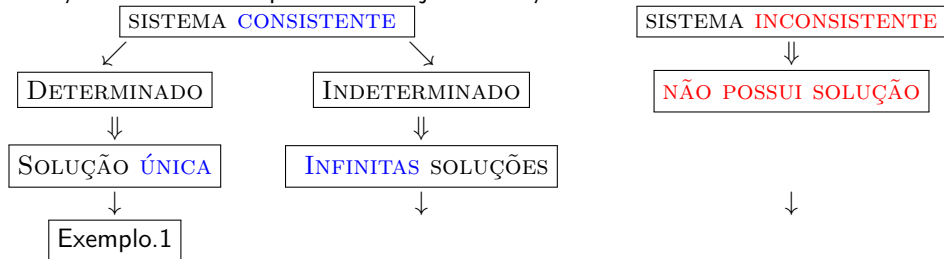 SISTEMA CONSISTENTE
SISTEMA INCONSISTENTE
DETERMINADO
INDETERMINADO
NÃO POSSUI SOLUÇÃO
SOLUÇÃO ÚNICA
INFINITAS SOLUÇÕES
Exemplo.1